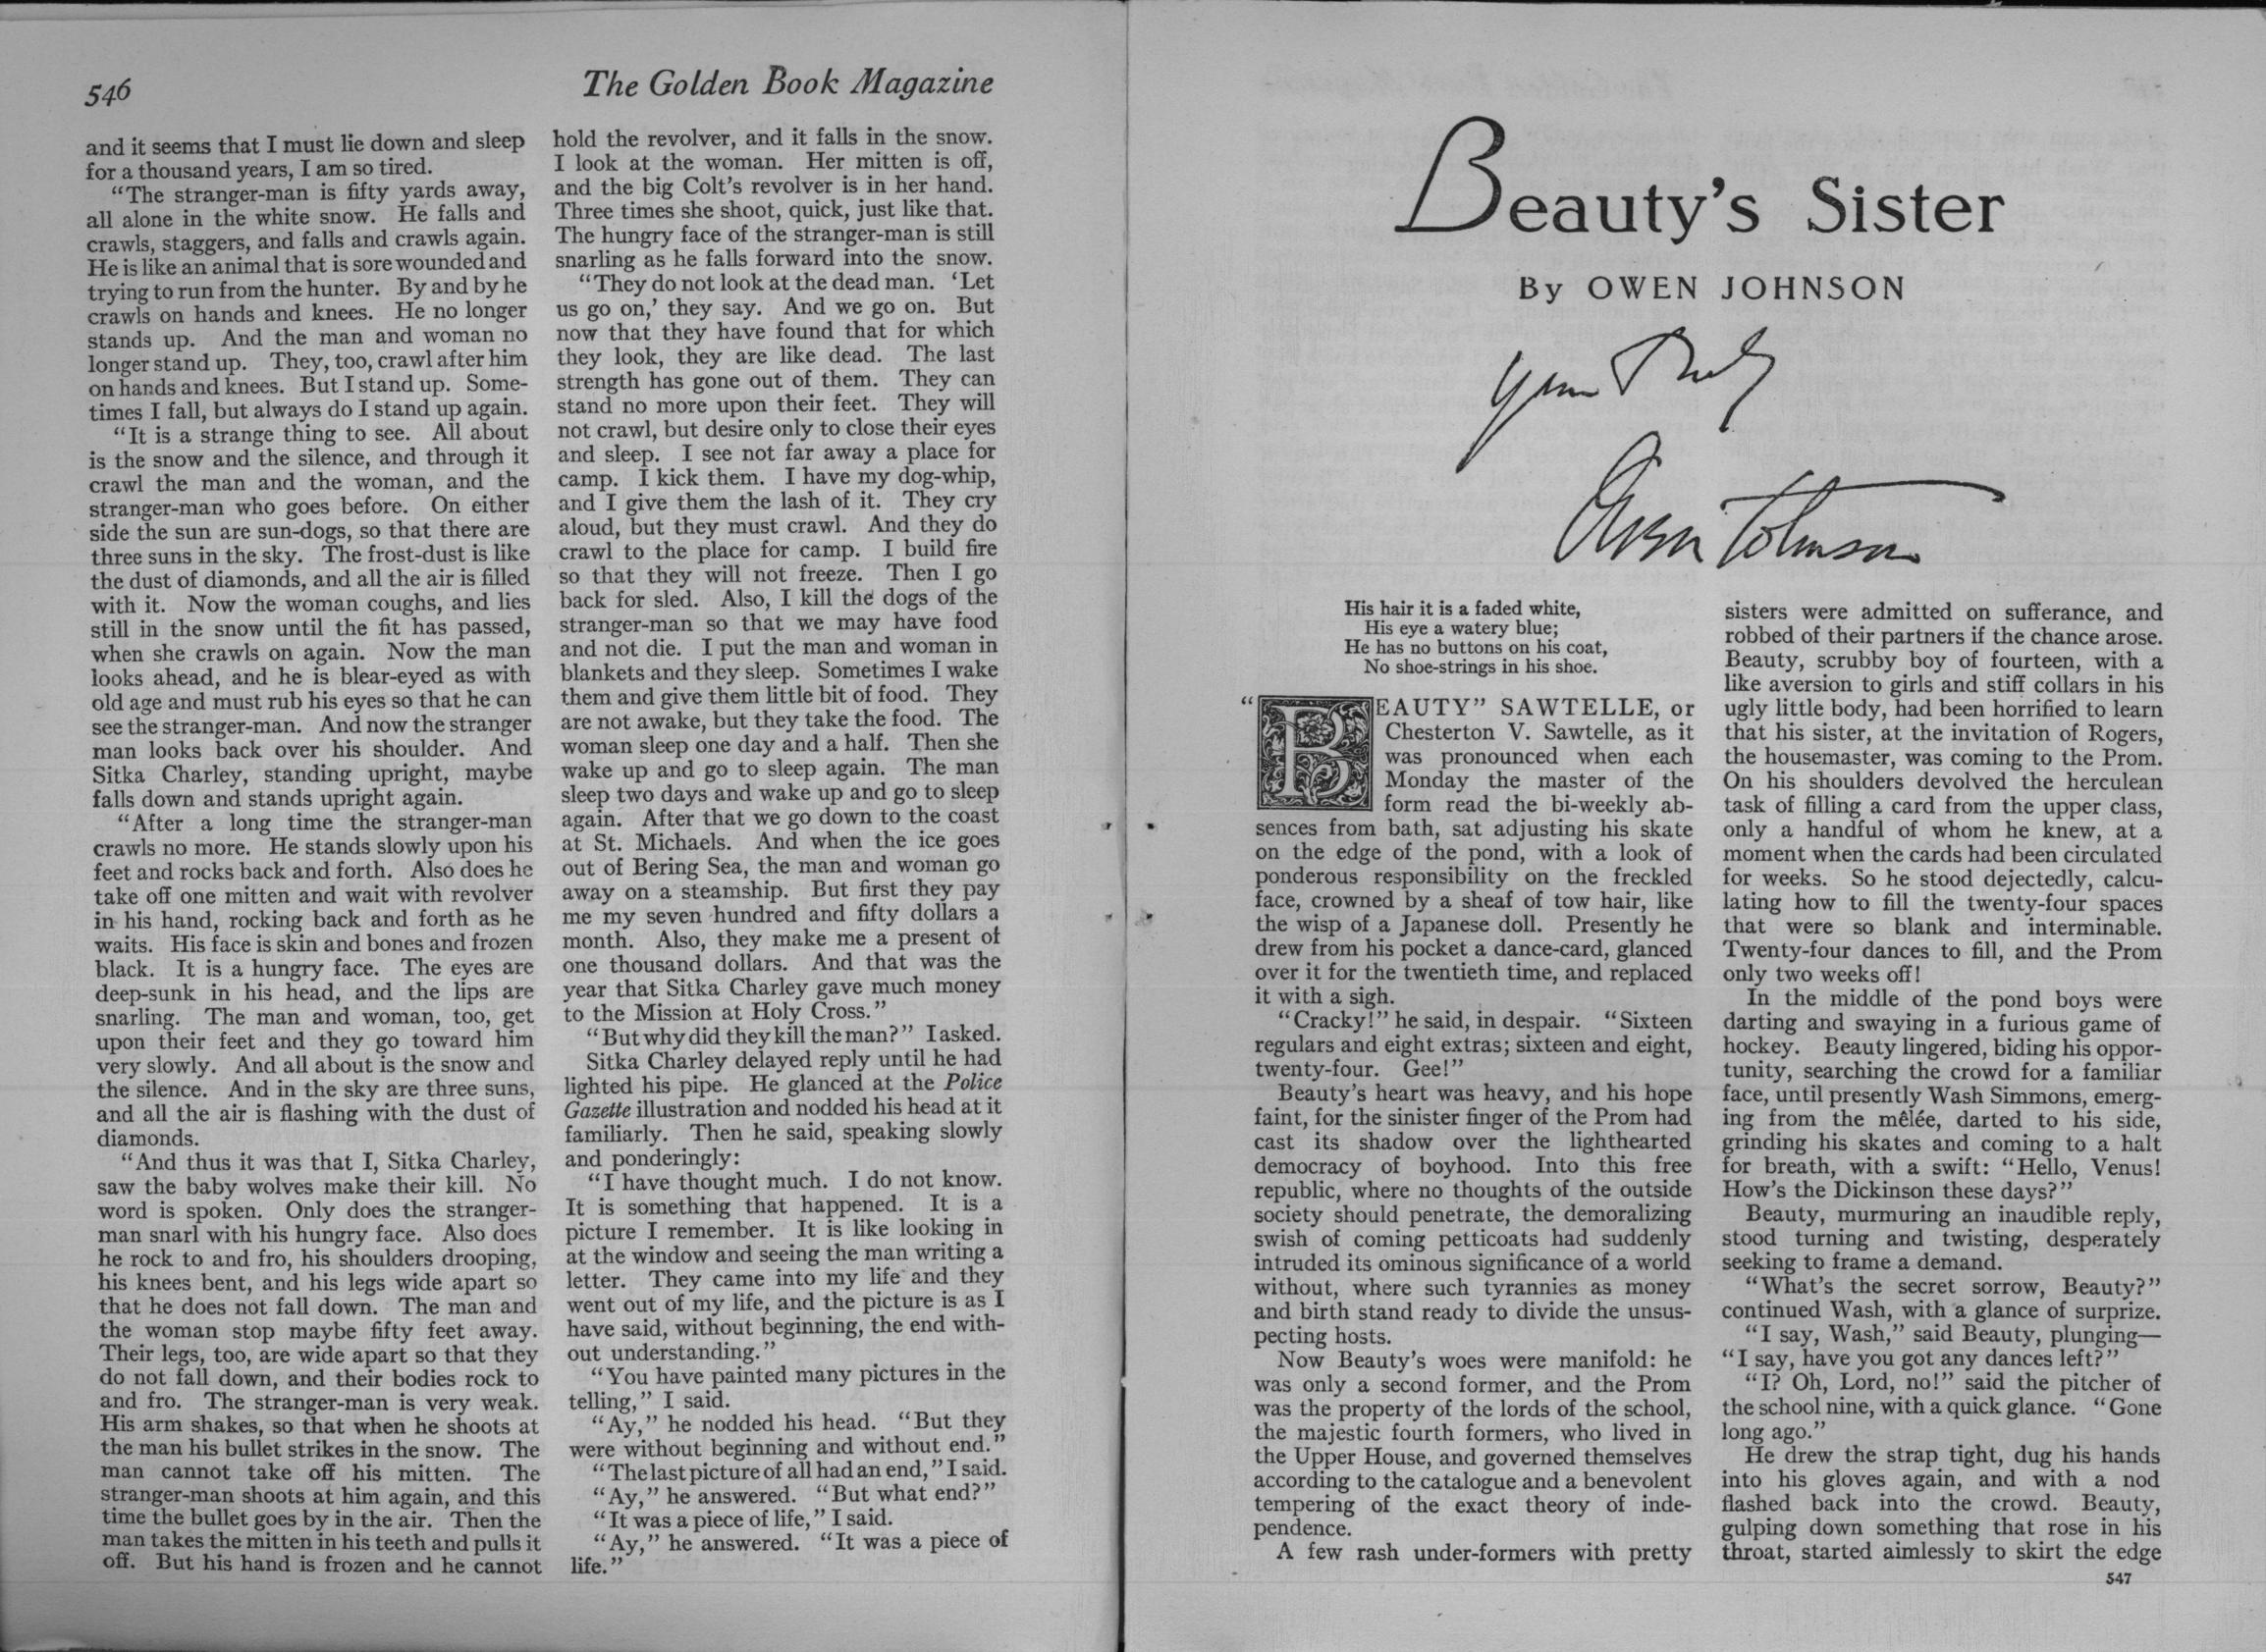 546
The Golden Book Magazine
and it seems that I must lie down and sleep
for a thousand years, I am so tired.
“The stranger-man is fifty yards away,
all alone in the white snow. He falls and
crawls, staggers, and falls and crawls again.
He is like an animal that is sore wounded and
trying to run from the hunter. By and by he
crawls on hands and knees. He no longer
stands up. And the man and woman no
longer stand up. They, too, crawl after him
on hands and knees. But I stand up. Some-
times I fall, but always do I stand up again.
“It is a strange thing to see. All about
is the snow and the silence, and through it
crawl the man and the woman, and the
stranger-man who goes before. On either
side the sun are sun-dogs, so that there are
three suns in the sky. The frost-dust is like
the dust of diamonds, and all the air is filled
with it. Now the woman coughs, and lies
still in the snow until the fit has passed,
when she crawls on again. Now the man
looks ahead, and he is blear-eyed as with
old age and must rub his eyes so that he can
see the stranger-man. And now the stranger
man looks back over his shoulder. And
Sitka Charley, standing upright, maybe
falls down and stands upright again.
“After a long time the stranger-man
crawls no more. He stands slowly upon his
feet and rocks back and forth. Also does he
take off one mitten and wait with revolver
in his hand, rocking back and forth as he
waits. His face is skin and bones and frozen
black. It is a hungry face. The eyes are
deep-sunk in his head, and the lips are
snarling. The man and woman, too, get
upon their feet and they go toward him
very slowly. And all about is the snow and
the silence. And in the sky are three suns,
and all the air is flashing with the dust of
diamonds.
“And thus it was that I, Sitka Charley,
saw the baby wolves make their kill. No
word is spoken. Only does the stranger-
man snarl with his hungry face. Also does
he rock to and fro, his shoulders drooping,
his knees bent, and his legs wide apart so
that he does not fall down. The man and
the woman stop maybe fifty feet away.
Their legs, too, are wide apart so that they
do not fall down, and their bodies rock to
and fro. The stranger-man is very weak.
His arm shakes, so that when he shoots at
the man his bullet strikes in the snow. The
man cannot take off his mitten. The
stranger-man shoots at him again, and this
time the bullet goes by in the air. Then the
man takes the mitten in his teeth and pulls it
off. But his hand is frozen and he cannot
hold the revolver, and it falls in the snow.
I look at the woman. Her mitten is off,
and the big Colt’s revolver is in her hand.
Three times she shoot, quick, just like that.
The hungry face of the stranger-man is still
snarling as he falls forward into the snow.
“They do not look at the dead man. ‘Let
us go on,’ they say. And we go on. But
now that they have found that for which
they look, they are like dead. The last
strength has gone out of them. They can
stand no more upon their feet. They will
not crawl, but desire only to close their eyes
and sleep. I see not far away a place for
camp. I kick them. I have my dog-whip,
and I give them the lash of it. They cry
aloud, but they must crawl. And they do
crawl to the place for camp. I build fire
so that they will not freeze. Then I go
back for sled. Also, I kill the dogs of the
stranger-man so that we may have food
and not die. I put the man and woman in
blankets and they sleep. Sometimes I wake
them and give them little bit of food. They
are not awake, but they take the food. The
woman sleep one day and a half. Then she
wake up and go to sleep again. The man
sleep two days and wake up and go to sleep
again. After that we go down to the coast
at St. Michaels. And when the ice goes
out of Bering Sea, the man and woman go
away on a steamship. But first they pay
me my seven hundred and fifty dollars a
month. Also, they make me a present of
one thousand dollars. And that was the
year that Sitka Charley gave much money
to the Mission at Holy Cross.”
“But why did they kill the man?” I asked.
Sitka Charley delayed reply until he had
lighted his pipe. He glanced at the Police
Gazette illustration and nodded his head at it
familiarly. Then he said, speaking slowly
and ponderingly:
“I have thought much. I do not know.
It is something that happened. It is a
picture I remember. It is like looking in
at the window and seeing the man writing a
letter. They came into my life and they
went out of my life, and the picture is as I
have said, without beginning, the end with-
out understanding.”
“You have painted many pictures in the
telling,” I said.
“Ay,” he nodded his head. “But they
were without beginning and without end.”
“The last picture of all had an end,” I said.
“Ay,” he answered. “But what end?”
“It was a piece of life,” I said.
“Ay,” he answered. “It was a piece of
life.”
Beauty’s Sister
By OWEN JOHNSON
Yours Truly
Owen Johnson
His hair it is a faded white,
His eye a watery blue;
He has no buttons on his coat,
No shoe-strings in his shoe.
“BEAUTY” SAWTELLE, or
Chesterton V. Sawtelle, as it
was pronounced when each
Monday the master of the
form read the bi-weekly ab-
sences from bath, sat adjusting his skate
on the edge of the pond, with a look of
ponderous responsibility on the freckled
face, crowned by a sheaf of tow hair, like
the wisp of a Japanese doll. Presently he
drew from his pocket a dance-card, glanced
over it for the twentieth time, and replaced
it with a sigh.
“Cracky!” he said, in despair. “Sixteen
regulars and eight extras; sixteen and eight,
twenty-four. Gee!”
Beauty’s heart was heavy, and his hope
faint, for the sinister finger of the Prom had
cast its shadow over the lighthearted
democracy of boyhood. Into this free
republic, where no thoughts of the outside
society should penetrate, the demoralizing
swish of coming petticoats had suddenly
intruded its ominous significance of a world
without, where such tyrannies as money
and birth stand ready to divide the unsus-
pecting hosts.
Now Beauty’s woes were manifold: he
was only a second former, and the Prom
was the property of the lords of the school,
the majestic fourth formers, who lived in
the Upper House, and governed themselves
according to the catalogue and a benevolent
tempering of the exact theory of inde-
pendence.
A few rash under-formers with pretty
sisters were admitted on sufferance, and
robbed of their partners if the chance arose.
Beauty, scrubby boy of fourteen, with a
like aversion to girls and stiff collars in his
ugly little body, had been horrified to learn
that his sister, at the invitation of Rogers,
the housemaster, was coming to the Prom.
On his shoulders devolved the herculean
task of filling a card from the upper class,
only a handful of whom he knew, at a
moment when the cards had been circulated
for weeks. So he stood dejectedly, calcu-
lating how to fill the twenty-four spaces
that were so blank and interminable.
Twenty-four dances to fill, and the Prom
only two weeks off!
In the middle of the pond boys were
darting and swaying in a furious game of
hockey. Beauty lingered, biding his oppor-
tunity, searching the crowd for a familiar
face, until presently Wash Simmons, emerg-
ing from the mêlée, darted to his side,
grinding his skates and coming to a halt
for breath, with a swift: “Hello, Venus!
How’s the Dickinson these days?”
Beauty, murmuring an inaudible reply,
stood turning and twisting, desperately
seeking to frame a demand.
“What’s the secret sorrow, Beauty?”
continued Wash, with a glance of surprize.
“I say, Wash,” said Beauty, plunging—
“I say, have you got any dances left?”
“I? Oh, Lord, no!” said the pitcher of
the school nine, with a quick glance. “Gone
long ago.”
He drew the strap tight, dug his hands
into his gloves again, and with a nod
flashed back into the crowd. Beauty,
gulping down something that rose in his
throat, started aimlessly to skirt the edge
547